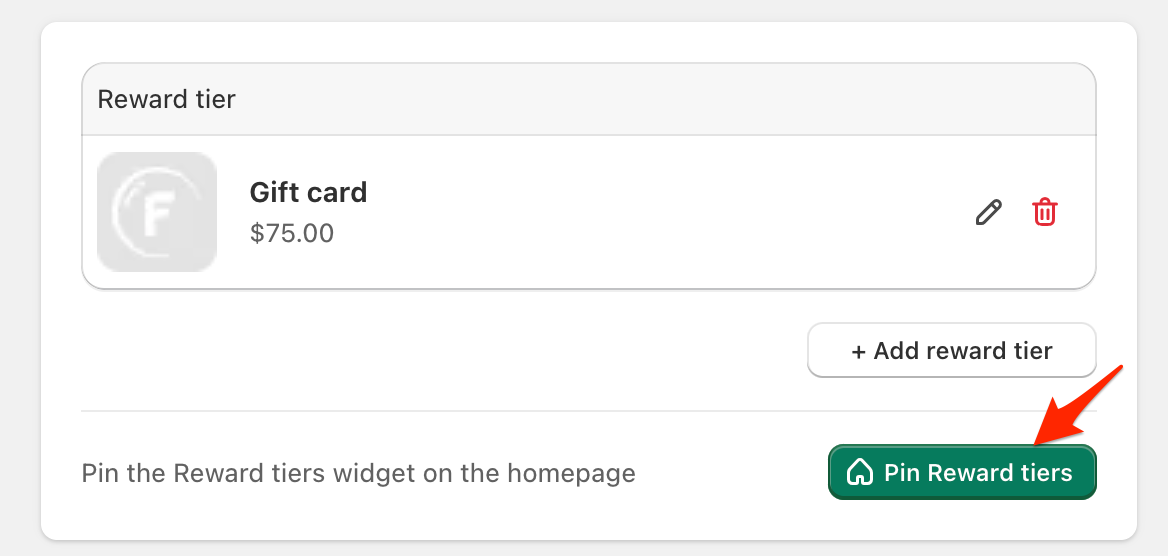 Reward tier
F
Gift card
$75.00
+ Add reward tier
Pin the Reward tiers widget on the homepage
Pin Reward tiers